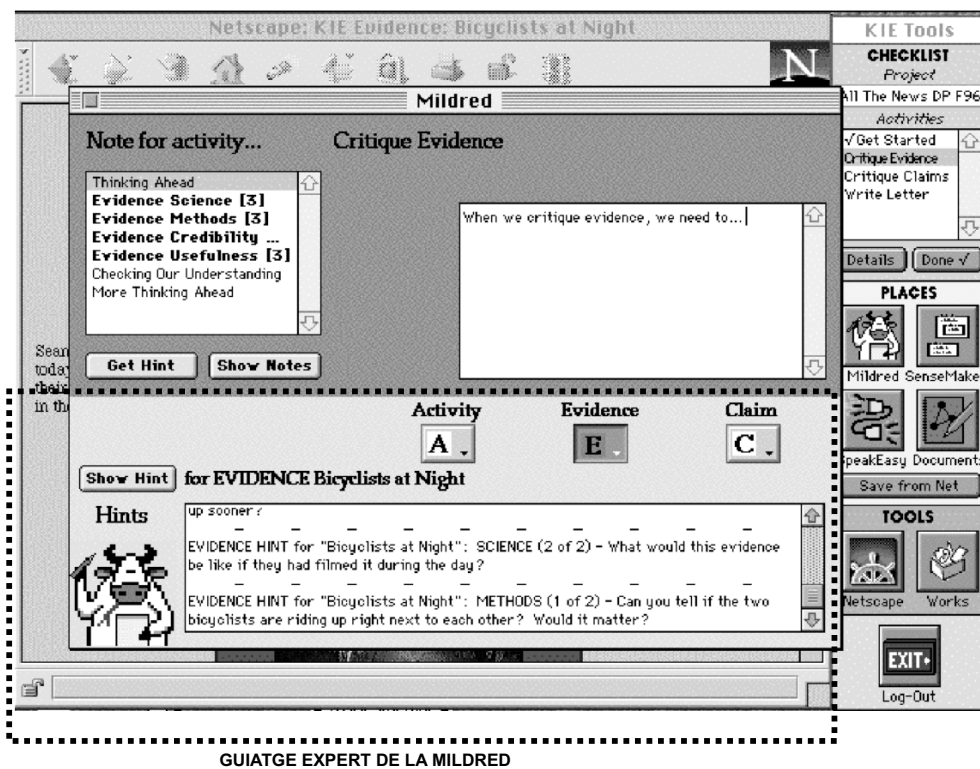 Netscape: KIE Evidence: Bicyclists at Night
N
Mildred
Note for activity...
Critique Evidence
Thinking Ahead
Evidence Science [3]
Evidence Methods [3]
Evidence Credibility ...
Evidence Usefulness [3]
Checking Our Understanding
More Thinking Ahead
When we critique evidence, we need to...
Get Hint
Show Notes
Sean
today
their
in the
Activity
Evidence
Claim
A
E
C
Show Hint
for EVIDENCE Bicyclists at Night
Hints
up sooner?
EVIDENCE HINT for "Bicyclists at Night": SCIENCE (2 of 2) - What would this evidence
be like if they had filmed it during the day?
EVIDENCE HINT for "Bicyclists at Night": METHODS (1 of 2) - Can you tell if the two
bicyclists are riding up right next to each other? Would it matter?
KIE Tools
CHECKLIST
Project
All The News DP F96
Activities
√Get Started
Critique Evidence
Critique Claims
Write Letter
Details
Done √
PLACES
Mildred
SenseMake
SpeakEasy
Document
Save from Net
TOOLS
Netscape
Works
EXIT
Log-Out
GUIATGE EXPERT DE LA MILDRED